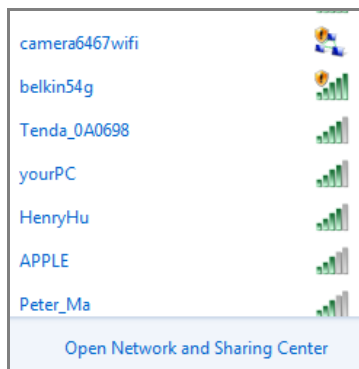 camera6467wifi
belkin54g
Tenda_0A0698
yourPC
HenryHu
APPLE
Peter_Ma
Open Network and Sharing Center